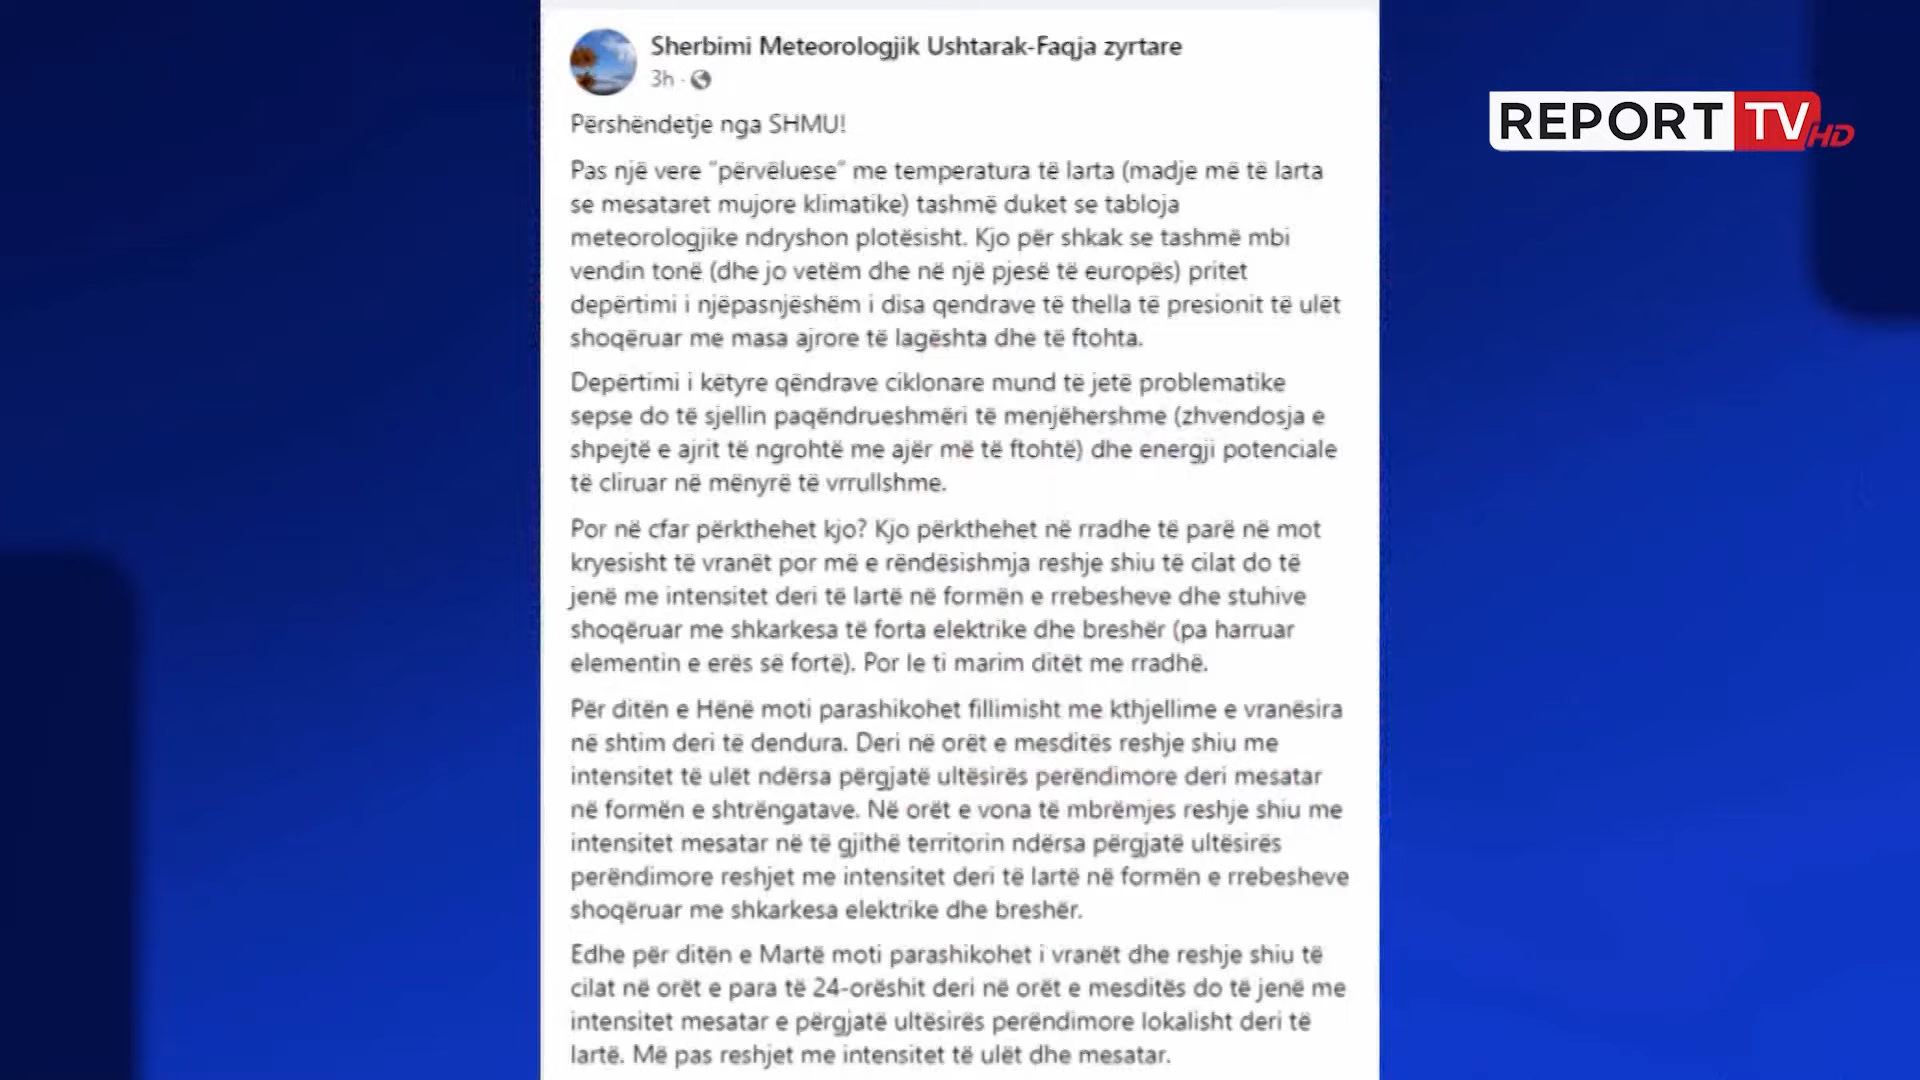 Sherbimi Meteorologjik Ushtarak-Faqja zyrtare
3h ·
REPORT TV HD
Përshëndetje nga SHMU!
Pas një vere “përvëluese” me temperatura të larta (madje më të larta
se mesataret mujore klimatike) tashmë duket se tabloja
meteorologjike ndryshon plotësisht. Kjo për shkak se tashmë mbi
vendin tonë (dhe jo vetëm dhe në një pjesë të europës) pritet
depërtimi i njëpasnjëshëm i disa qendrave të thella të presionit të ulët
shoqëruar me masa ajrore të lagështa dhe të ftohta.
Depërtimi i këtyre qëndrave ciklonare mund të jetë problematike
sepse do të sjellin paqëndrueshmëri të menjëhershme (zhvendosja e
shpejtë e ajrit të ngrohtë me ajër më të ftohtë) dhe energji potenciale
të cliruar në mënyrë të vrrullshme.
Por në cfar përkthehet kjo? Kjo përkthehet në rradhe të parë në mot
kryesisht të vranët por më e rëndësishmja reshje shiu të cilat do të
jenë me intensitet deri të lartë në formën e rrebesheve dhe stuhive
shoqëruar me shkarkesa të forta elektrike dhe breshër (pa harruar
elementin e erës së fortë). Por le ti marim ditët me rradhë.
Për ditën e Hënë moti parashikohet fillimisht me kthjellime e vranësira
në shtim deri të dendura. Deri në orët e mesditës reshje shiu me
intensitet të ulët ndërsa përgjatë ultësirës perëndimore deri mesatar
në formën e shtrëngatave. Në orët e vona të mbrëmjes reshje shiu me
intensitet mesatar në të gjithë territorin ndërsa përgjatë ultësirës
perëndimore reshjet me intensitet deri të lartë në formën e rrebesheve
shoqëruar me shkarkesa elektrike dhe breshër.
Edhe për ditën e Martë moti parashikohet i vranët dhe reshje shiu të
cilat në orët e para të 24-orëshit deri në orët e mesditës do të jenë me
intensitet mesatar e përgjatë ultësirës perëndimore lokalisht deri të
lartë. Më pas reshjet me intensitet të ulët dhe mesatar.